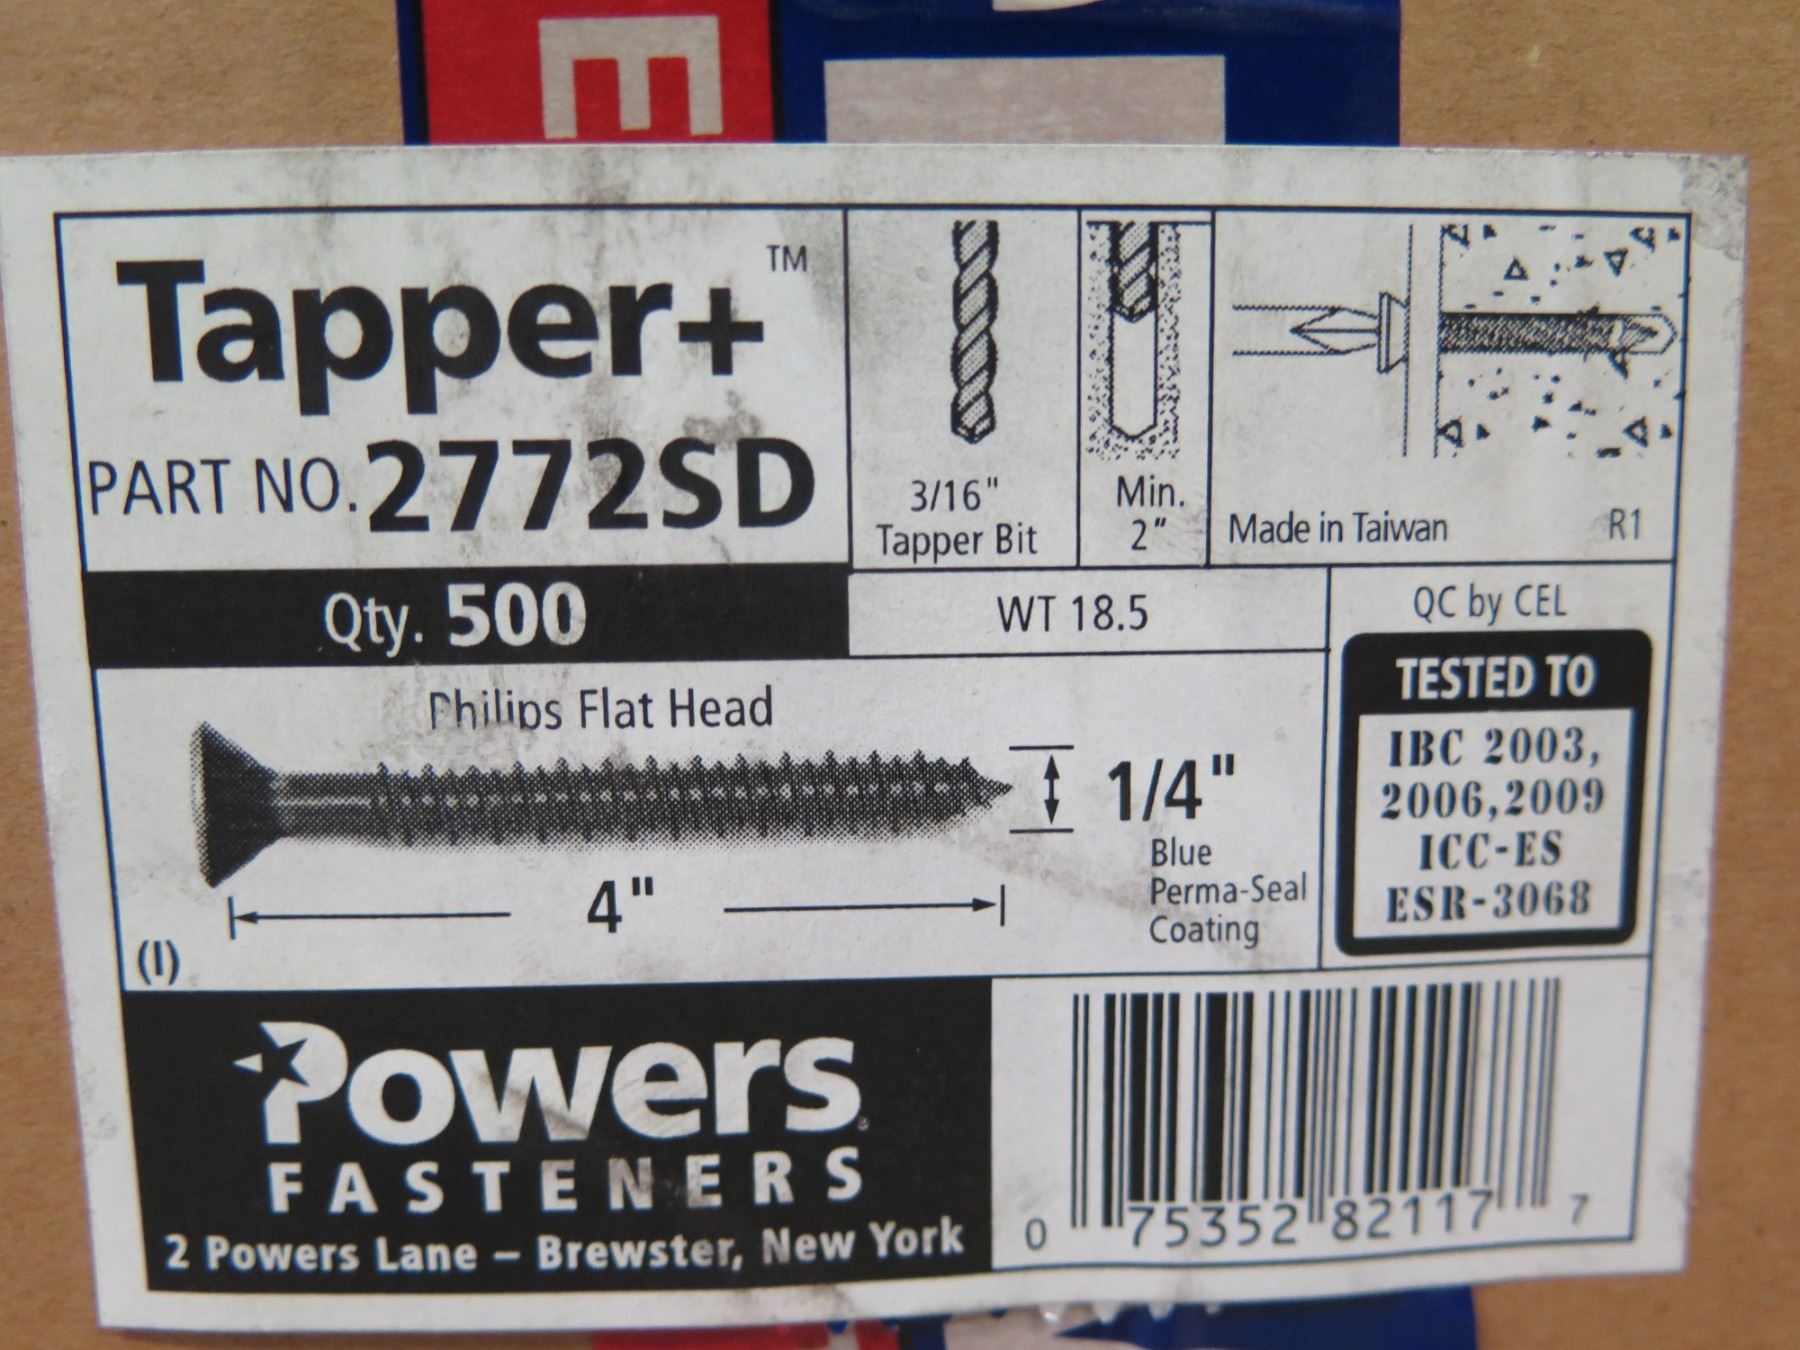 E
Tapper+™
PART NO. 2772SD
3/16"
Tapper Bit
Min.
2"
Made in Taiwan
R1
Qty. 500
WT 18.5
QC by CEL
TESTED TO
IBC 2003,
2006,2009
ICC-ES
ESR-3068
Philips Flat Head
1/4"
Blue
Perma-Seal
Coating
4"
(I)
Powers
FASTENERS
2 Powers Lane – Brewster, New York
0 75352 82117 7